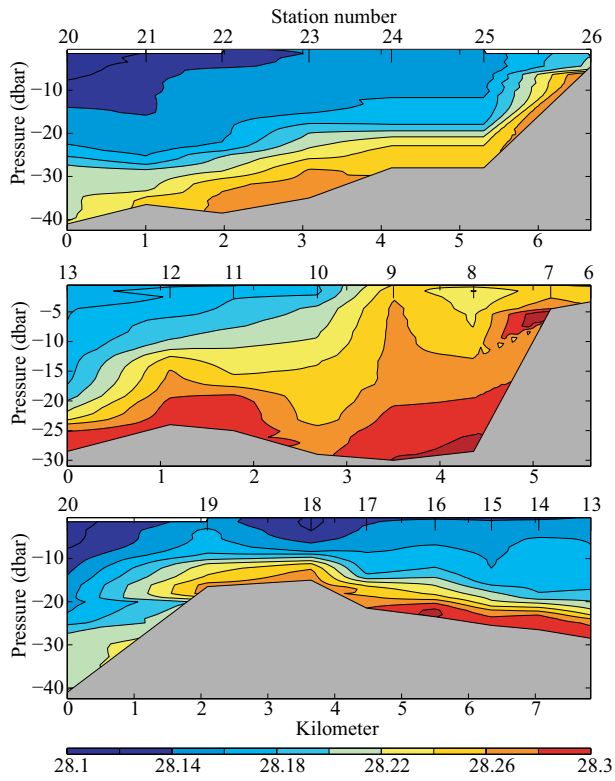 Station number
20 21 22 23 24 25 26
Pressure (dbar)
−10
−20
−30
−40
0 1 2 3 4 5 6
13 12 11 10 9 8 7 6
Pressure (dbar)
−5
−10
−15
−20
−25
−30
0 1 2 3 4 5
20 19 18 17 16 15 14 13
Pressure (dbar)
−10
−20
−30
−40
0 1 2 3 4 5 6 7
Kilometer
28.1 28.14 28.18 28.22 28.26 28.3